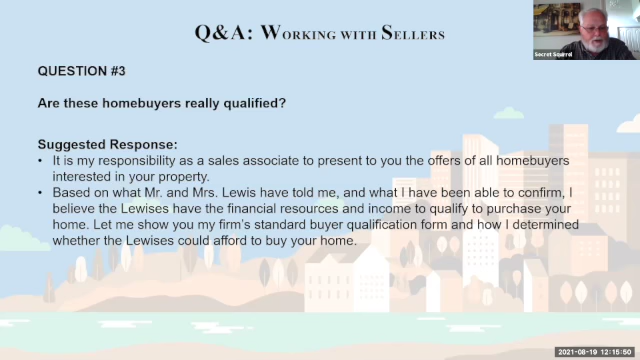 Q&A: WORKING WITH SELLERS
Secret Squirrel
QUESTION #3
Are these homebuyers really qualified?
Suggested Response:
• It is my responsibility as a sales associate to present to you the offers of all homebuyers
interested in your property.
• Based on what Mr. and Mrs. Lewis have told me, and what I have been able to confirm, I
believe the Lewises have the financial resources and income to qualify to purchase your
home. Let me show you my firm's standard buyer qualification form and how I determined
whether the Lewises could afford to buy your home.
2021-08-19 12:15:50